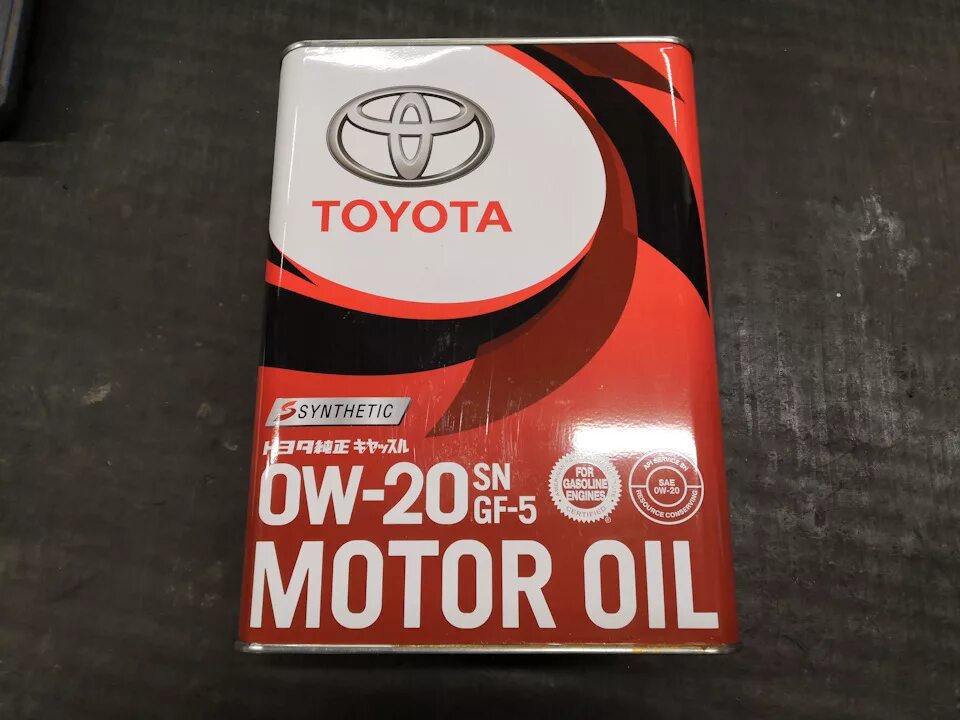 TOYOTA
S SYNTHETIC
トヨタ純正 キャッスル
0W-20 SN
GF-5
FOR
GASOLINE
ENGINES
CERTIFIED
®
API SERVICE SN
SAE
0W-20
RESOURCE CONSERVING
MOTOR OIL